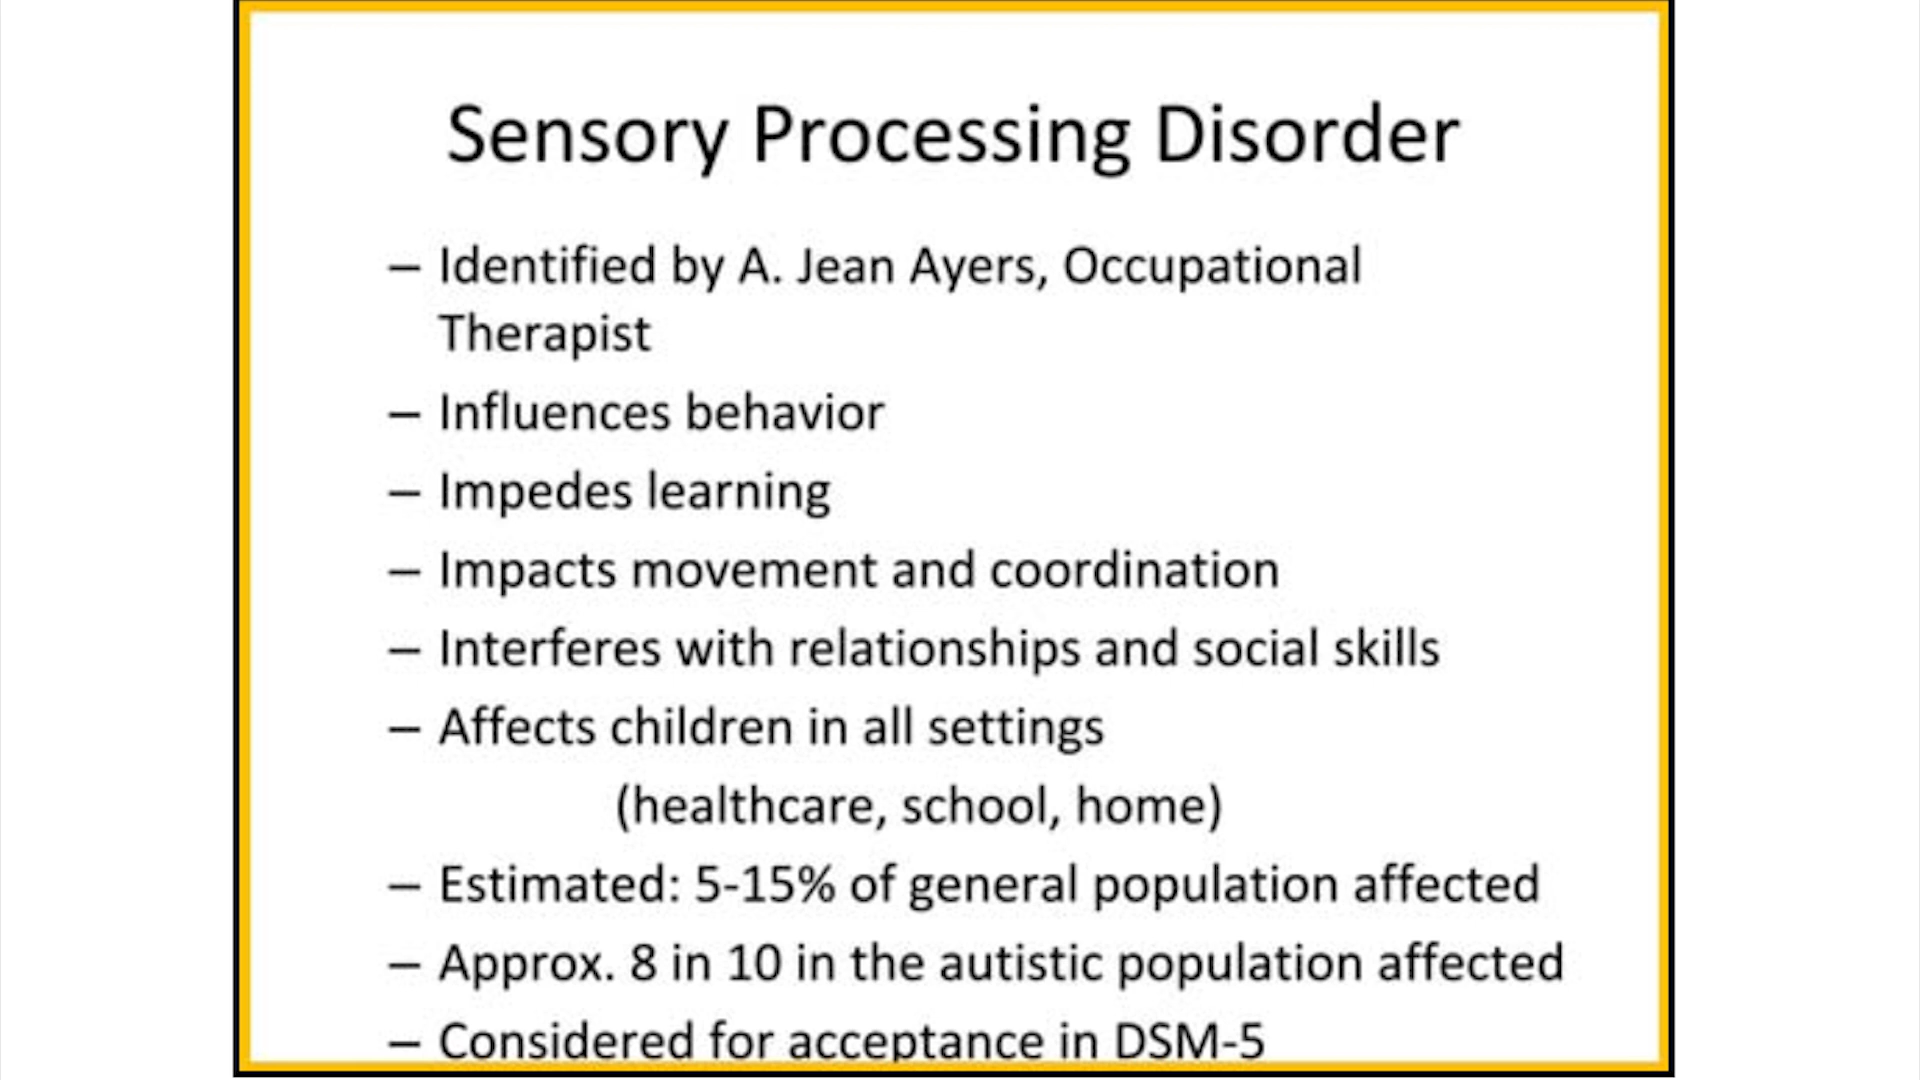 Sensory Processing Disorder
– Identified by A. Jean Ayers, Occupational
Therapist
– Influences behavior
– Impedes learning
– Impacts movement and coordination
– Interferes with relationships and social skills
– Affects children in all settings
(healthcare, school, home)
– Estimated: 5-15% of general population affected
– Approx. 8 in 10 in the autistic population affected
– Considered for acceptance in DSM-5